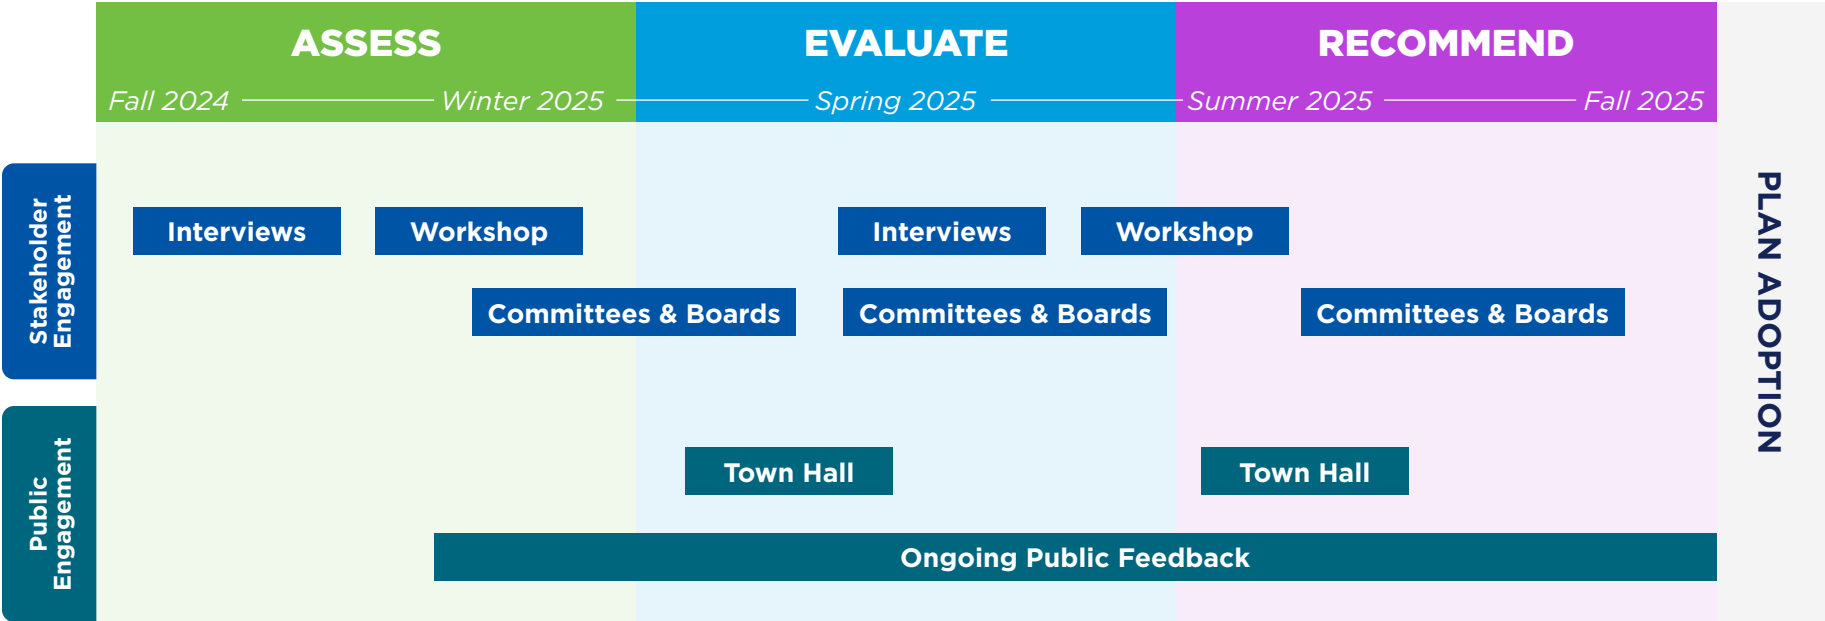 ASSESS
EVALUATE
RECOMMEND
Fall 2024
Winter 2025
Spring 2025
Summer 2025
Fall 2025
Stakeholder
Engagement
Interviews
Workshop
Interviews
Workshop
Committees & Boards
Committees & Boards
Committees & Boards
Public
Engagement
Town Hall
Town Hall
Ongoing Public Feedback
PLAN ADOPTION